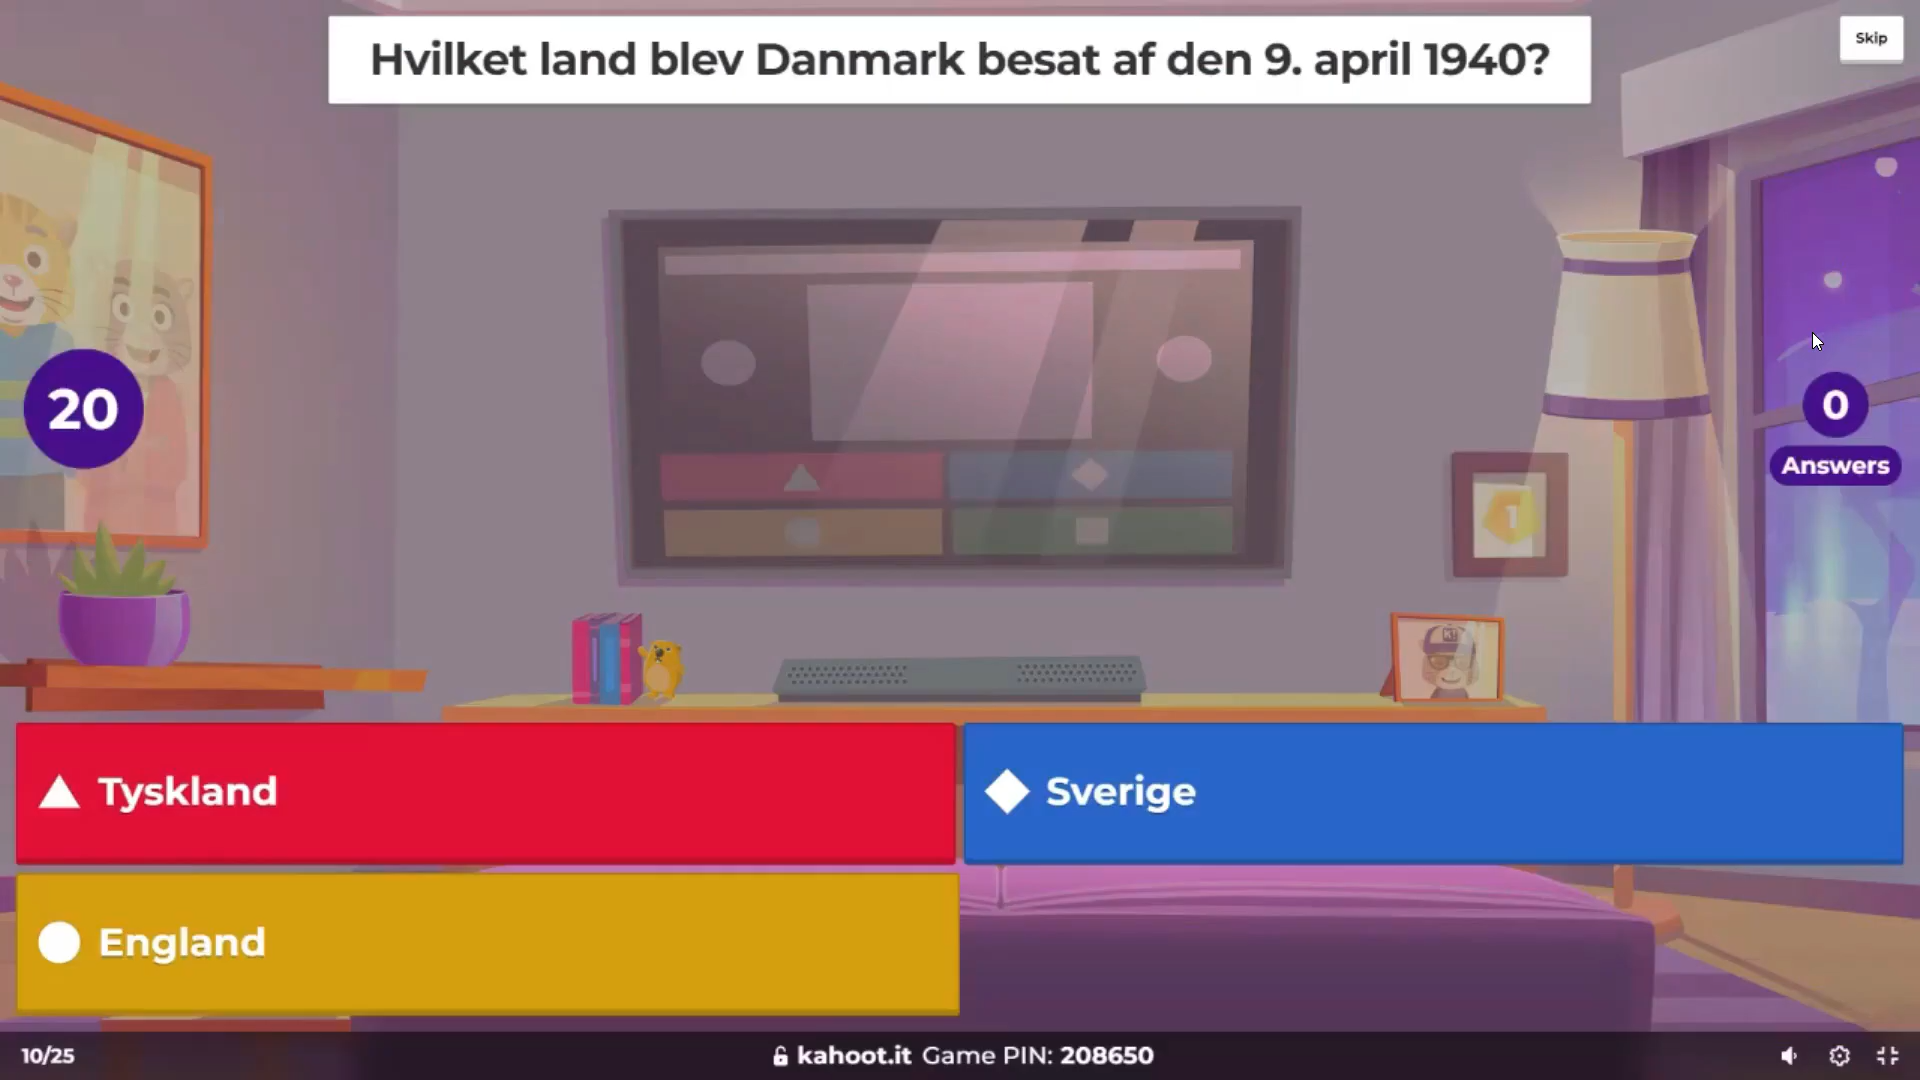 Hvilket land blev Danmark besat af den 9. april 1940?
Skip
20
0
Answers
1
K!
Tyskland
Sverige
England
10/25
kahoot.it Game PIN: 208650